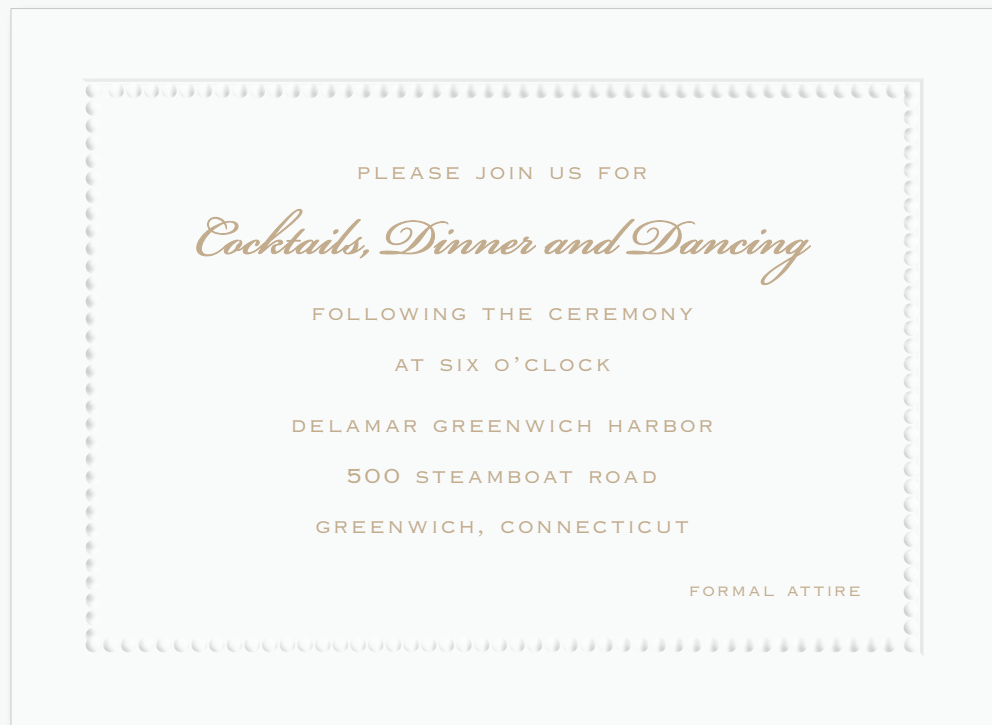 PLEASE JOIN US FOR
Cocktails, Dinner and Dancing
FOLLOWING THE CEREMONY
AT SIX O’CLOCK
DELAMAR GREENWICH HARBOR
500 STEAMBOAT ROAD
GREENWICH, CONNECTICUT
FORMAL ATTIRE